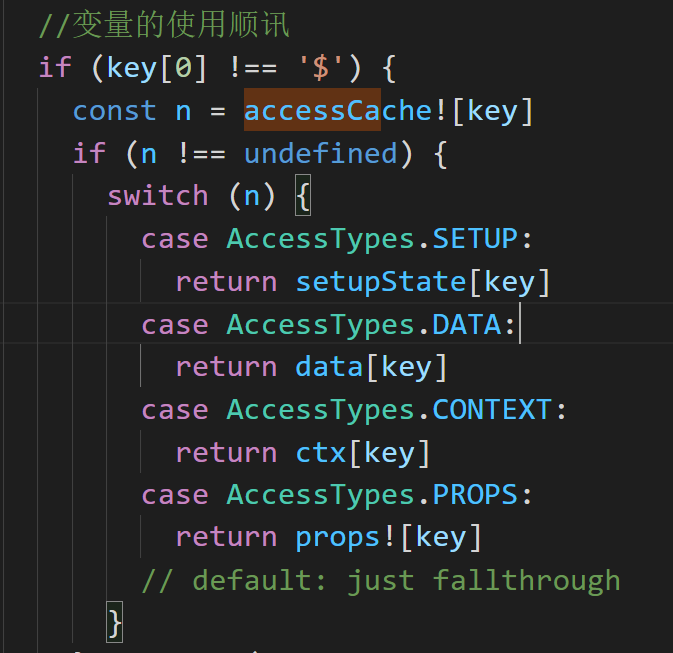 //变量的使用顺讯
if (key[0] !== '$') {
const n = accessCache![key]
if (n !== undefined) {
switch (n) {
case AccessTypes.SETUP:
return setupState[key]
case AccessTypes.DATA:
return data[key]
case AccessTypes.CONTEXT:
return ctx[key]
case AccessTypes.PROPS:
return props![key]
// default: just fallthrough
}